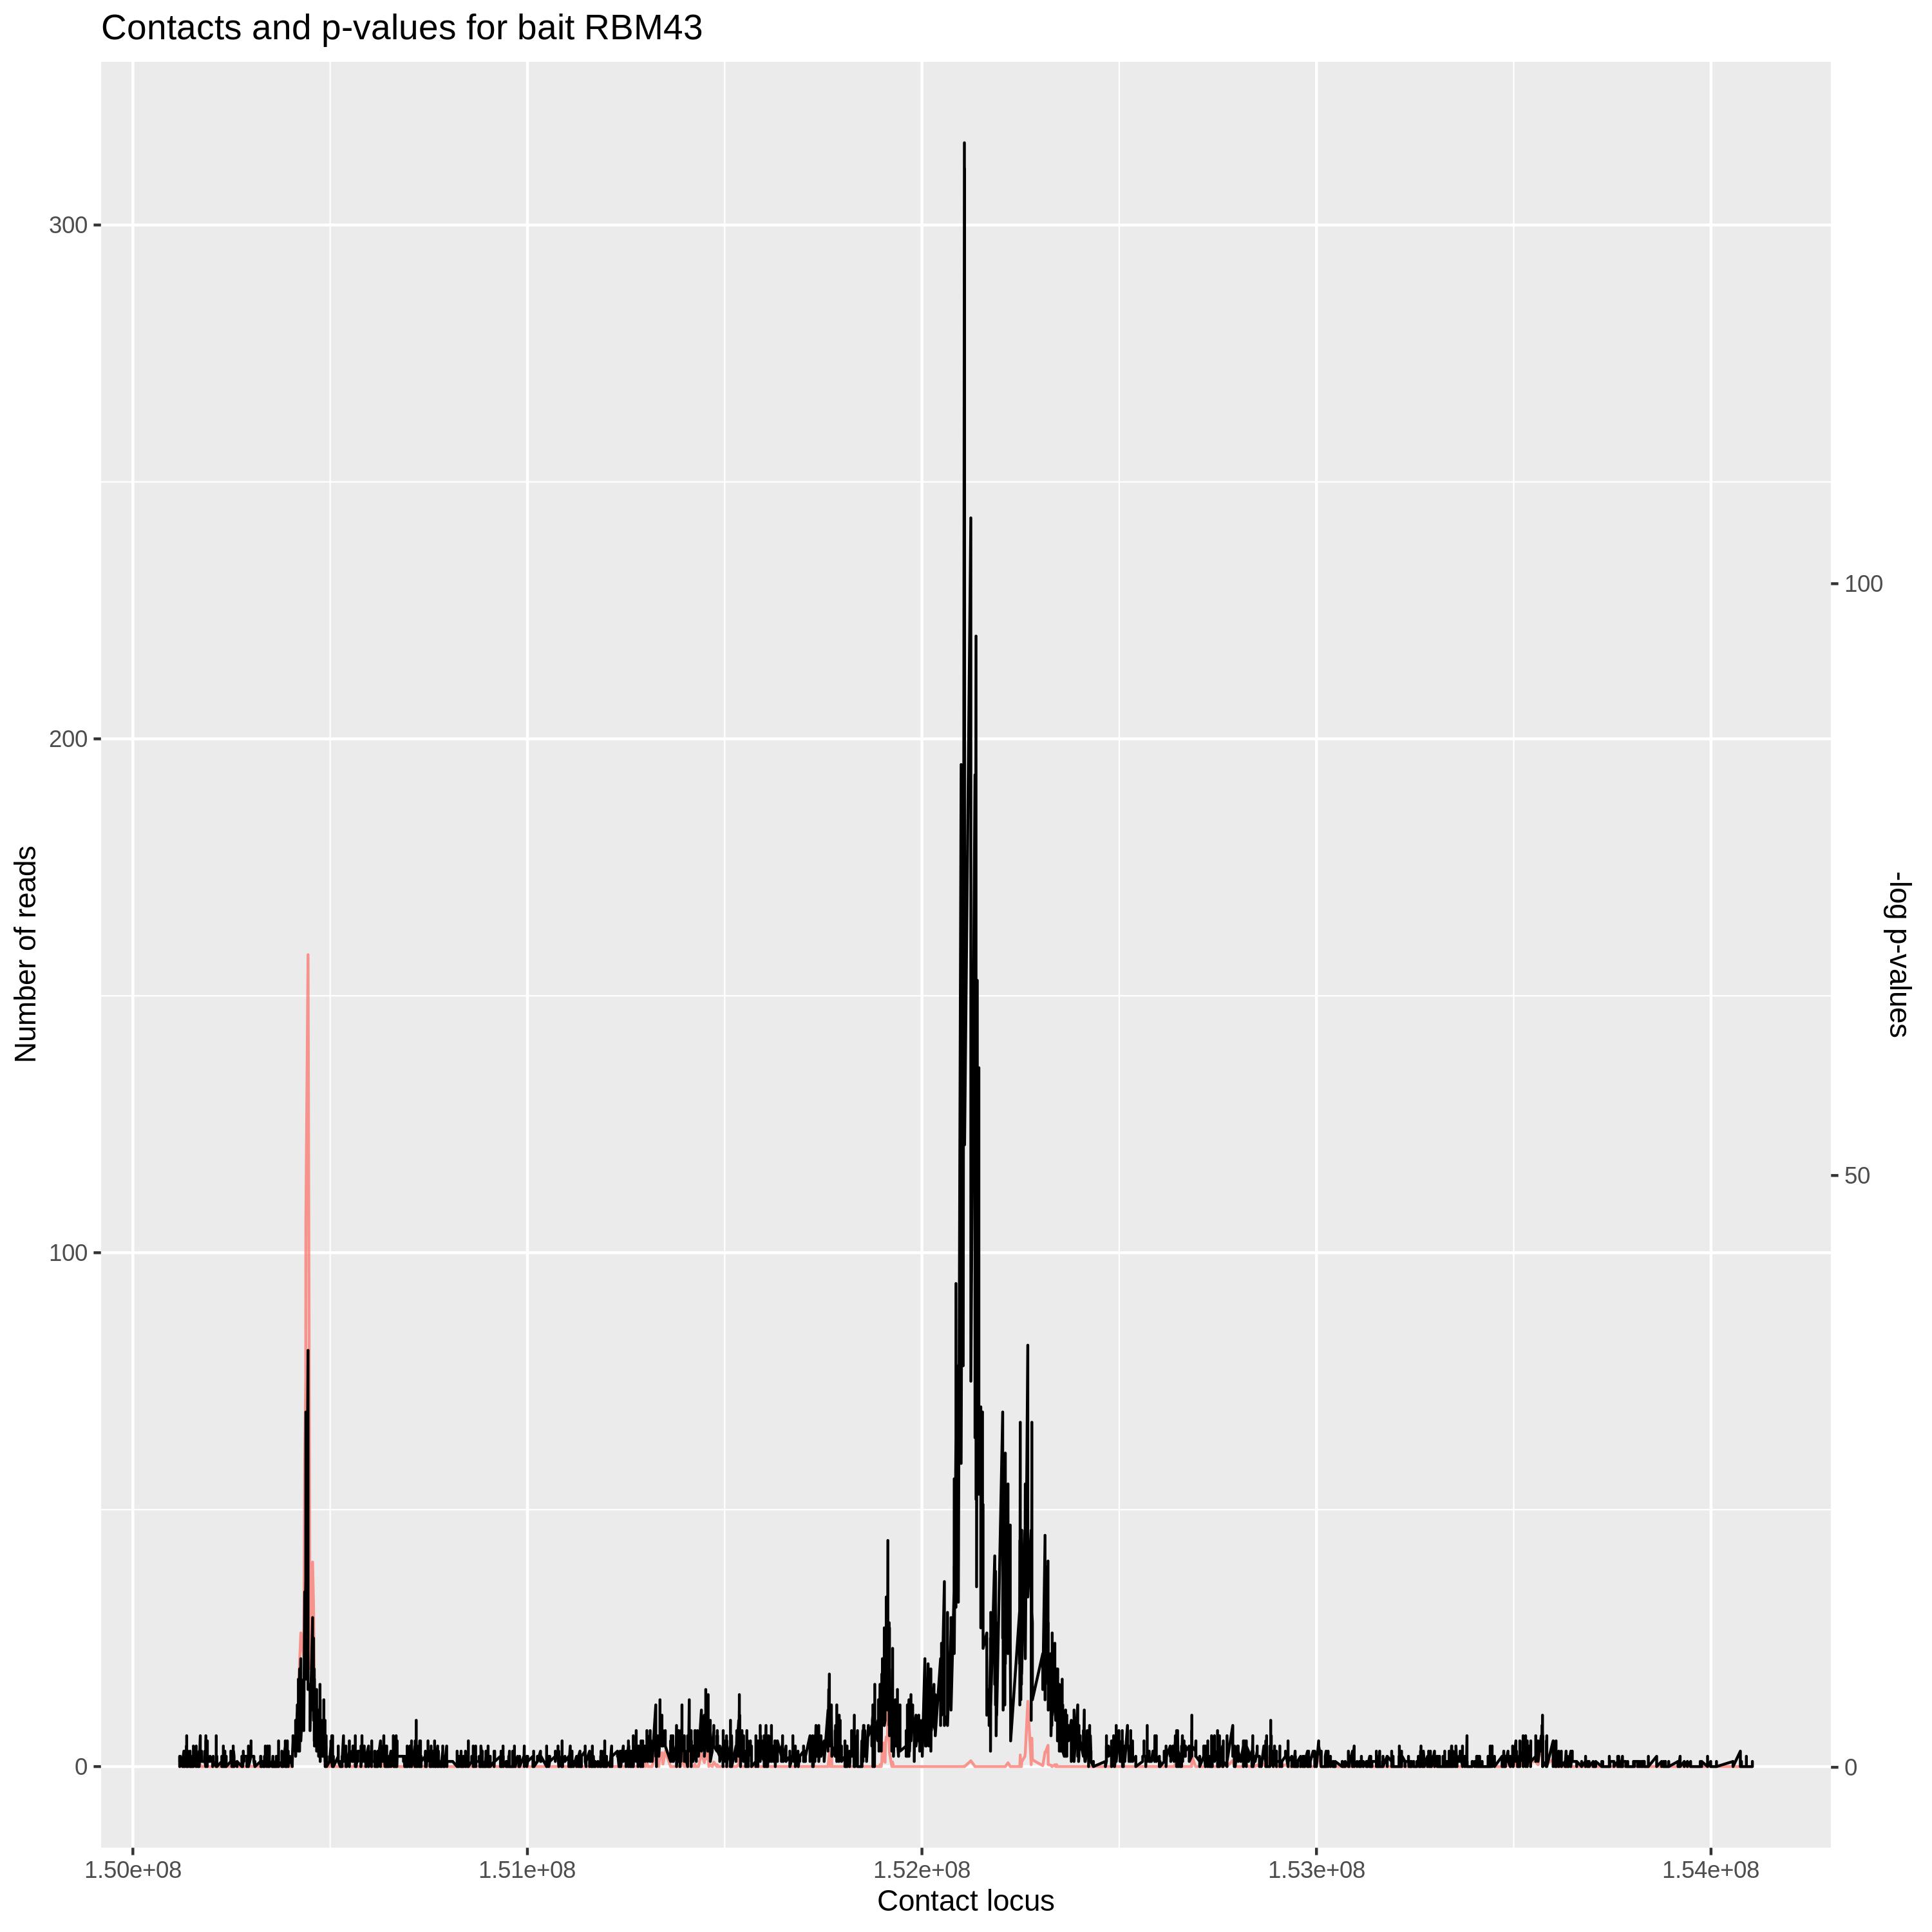 Contacts and p-values for bait RBM43
300
200
100
0
Number of reads
100
50
0
-log p-values
1.50e+08
1.51e+08
1.52e+08
1.53e+08
1.54e+08
Contact locus